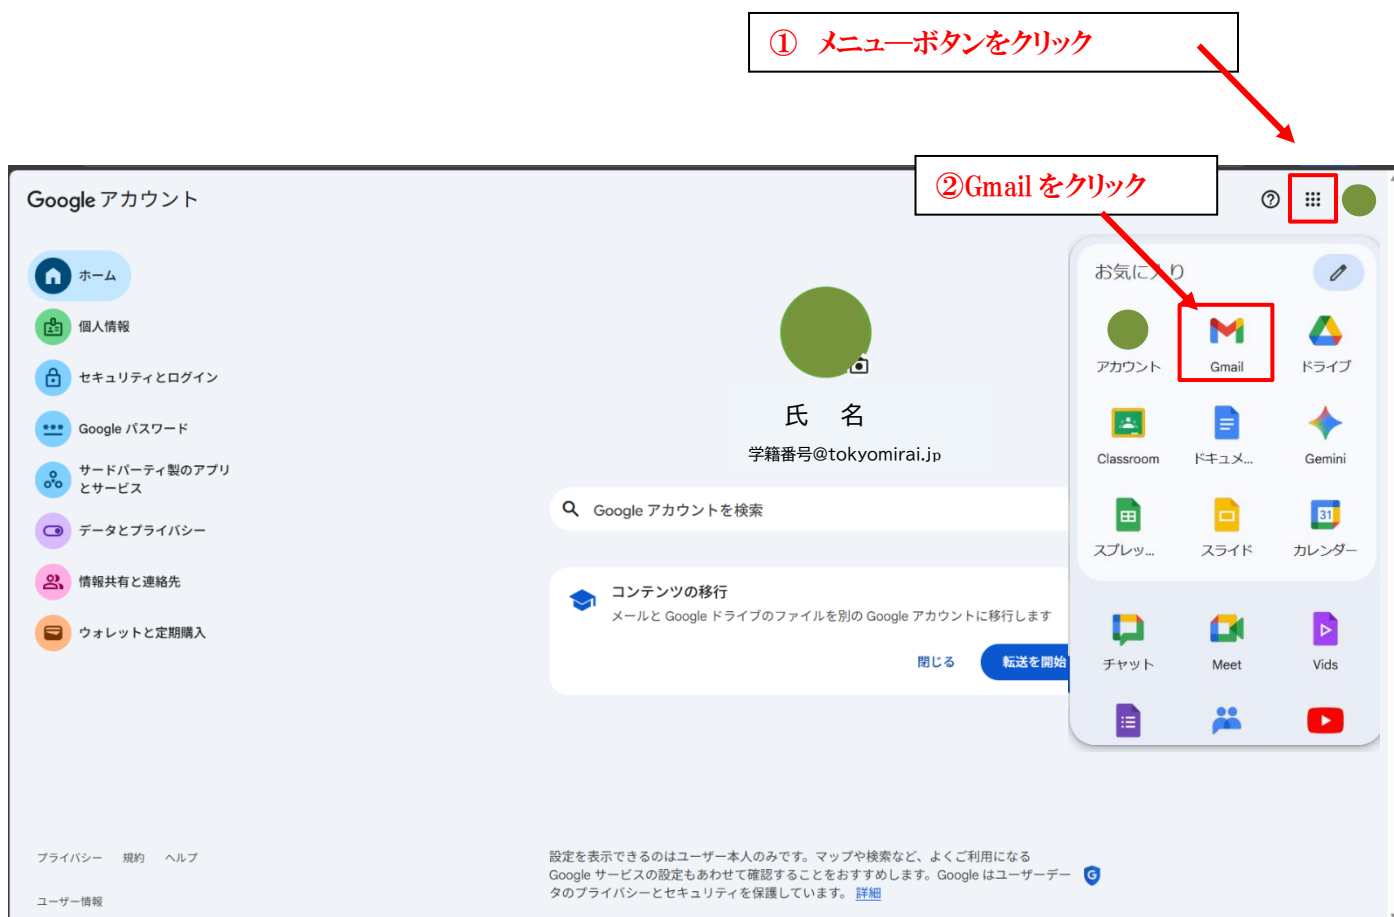 ① メニューボタンをクリック
②Gmail をクリック
Google アカウント
ホーム
個人情報
セキュリティとログイン
Google パスワード
サードパーティ製のアプリ
とサービス
データとプライバシー
情報共有と連絡先
ウォレットと定期購入
氏 名
学籍番号@tokyomirai.jp
Google アカウントを検索
コンテンツの移行
メールと Google ドライブのファイルを別の Google アカウントに移行します
閉じる
転送を開始
お気に入り
アカウント
Gmail
ドライブ
Classroom
ドキュメ...
Gemini
スプレッ...
スライド
31
カレンダー
チャット
Meet
Vids
プライバシー 規約 ヘルプ
ユーザー情報
設定を表示できるのはユーザー本人のみです。マップや検索など、よくご利用になる
Google サービスの設定もあわせて確認することをおすすめします。Google はユーザーデー
タのプライバシーとセキュリティを保護しています。 詳細
G